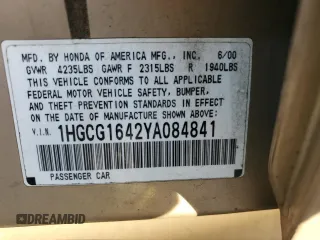 MFD. BY HONDA OF AMERICA MFG., INC. 6/00
GVWR 4235LBS GAWR F 2315LBS R 1940LBS
THIS VEHICLE CONFORMS TO ALL APPLICABLE
FEDERAL MOTOR VEHICLE SAFETY, BUMPER,
AND THEFT PREVENTION STANDARDS IN EFFECT
ON THE DATE OF MANUFACTURE SHOWN ABOVE.
V.I.N. 1HGCG1642YA084841
PASSENGER CAR
DREAMBID